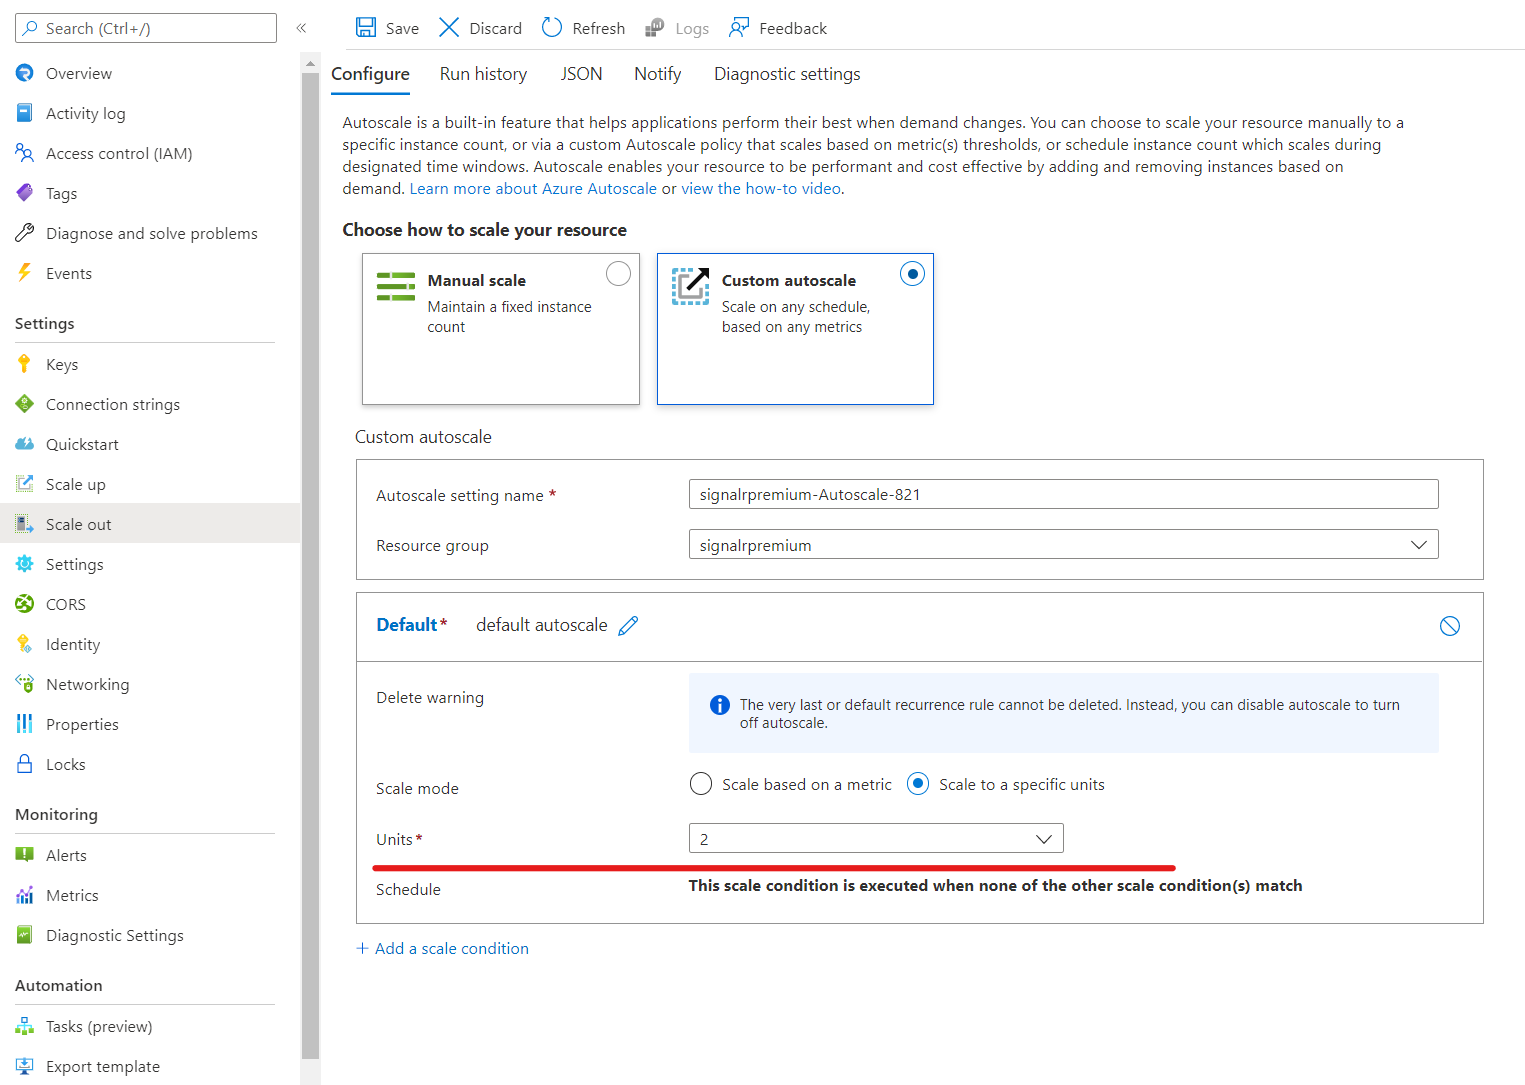 Search (Ctrl+/)
«
Overview
Activity log
Access control (IAM)
Tags
Diagnose and solve problems
Events
Settings
Keys
Connection strings
Quickstart
Scale up
Scale out
Settings
CORS
Identity
Networking
Properties
Locks
Monitoring
Alerts
Metrics
Diagnostic Settings
Automation
Tasks (preview)
Export template
Save Discard Refresh Logs Feedback
Configure Run history JSON Notify Diagnostic settings
Autoscale is a built-in feature that helps applications perform their best when demand changes. You can choose to scale your resource manually to a
specific instance count, or via a custom Autoscale policy that scales based on metric(s) thresholds, or schedule instance count which scales during
designated time windows. Autoscale enables your resource to be performant and cost effective by adding and removing instances based on
demand. Learn more about Azure Autoscale or view the how-to video.
Choose how to scale your resource
Manual scale
Maintain a fixed instance
count
Custom autoscale
Scale on any schedule,
based on any metrics
Custom autoscale
Autoscale setting name *
signalrpremium-Autoscale-821
Resource group
signalrpremium
Default* default autoscale
Delete warning
The very last or default recurrence rule cannot be deleted. Instead, you can disable autoscale to turn
off autoscale.
Scale mode
Scale based on a metric Scale to a specific units
Units*
2
Schedule
This scale condition is executed when none of the other scale condition(s) match
+ Add a scale condition